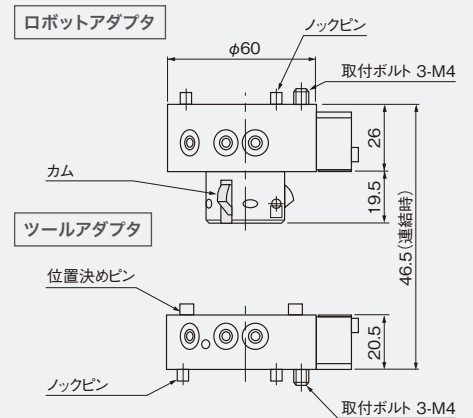 ロボットアダプタ
ノックピン
φ60
取付ボルト 3-M4
26
カム
19.5
46.5(連結時)
ツールアダプタ
位置決めピン
20.5
ノックピン
取付ボルト 3-M4